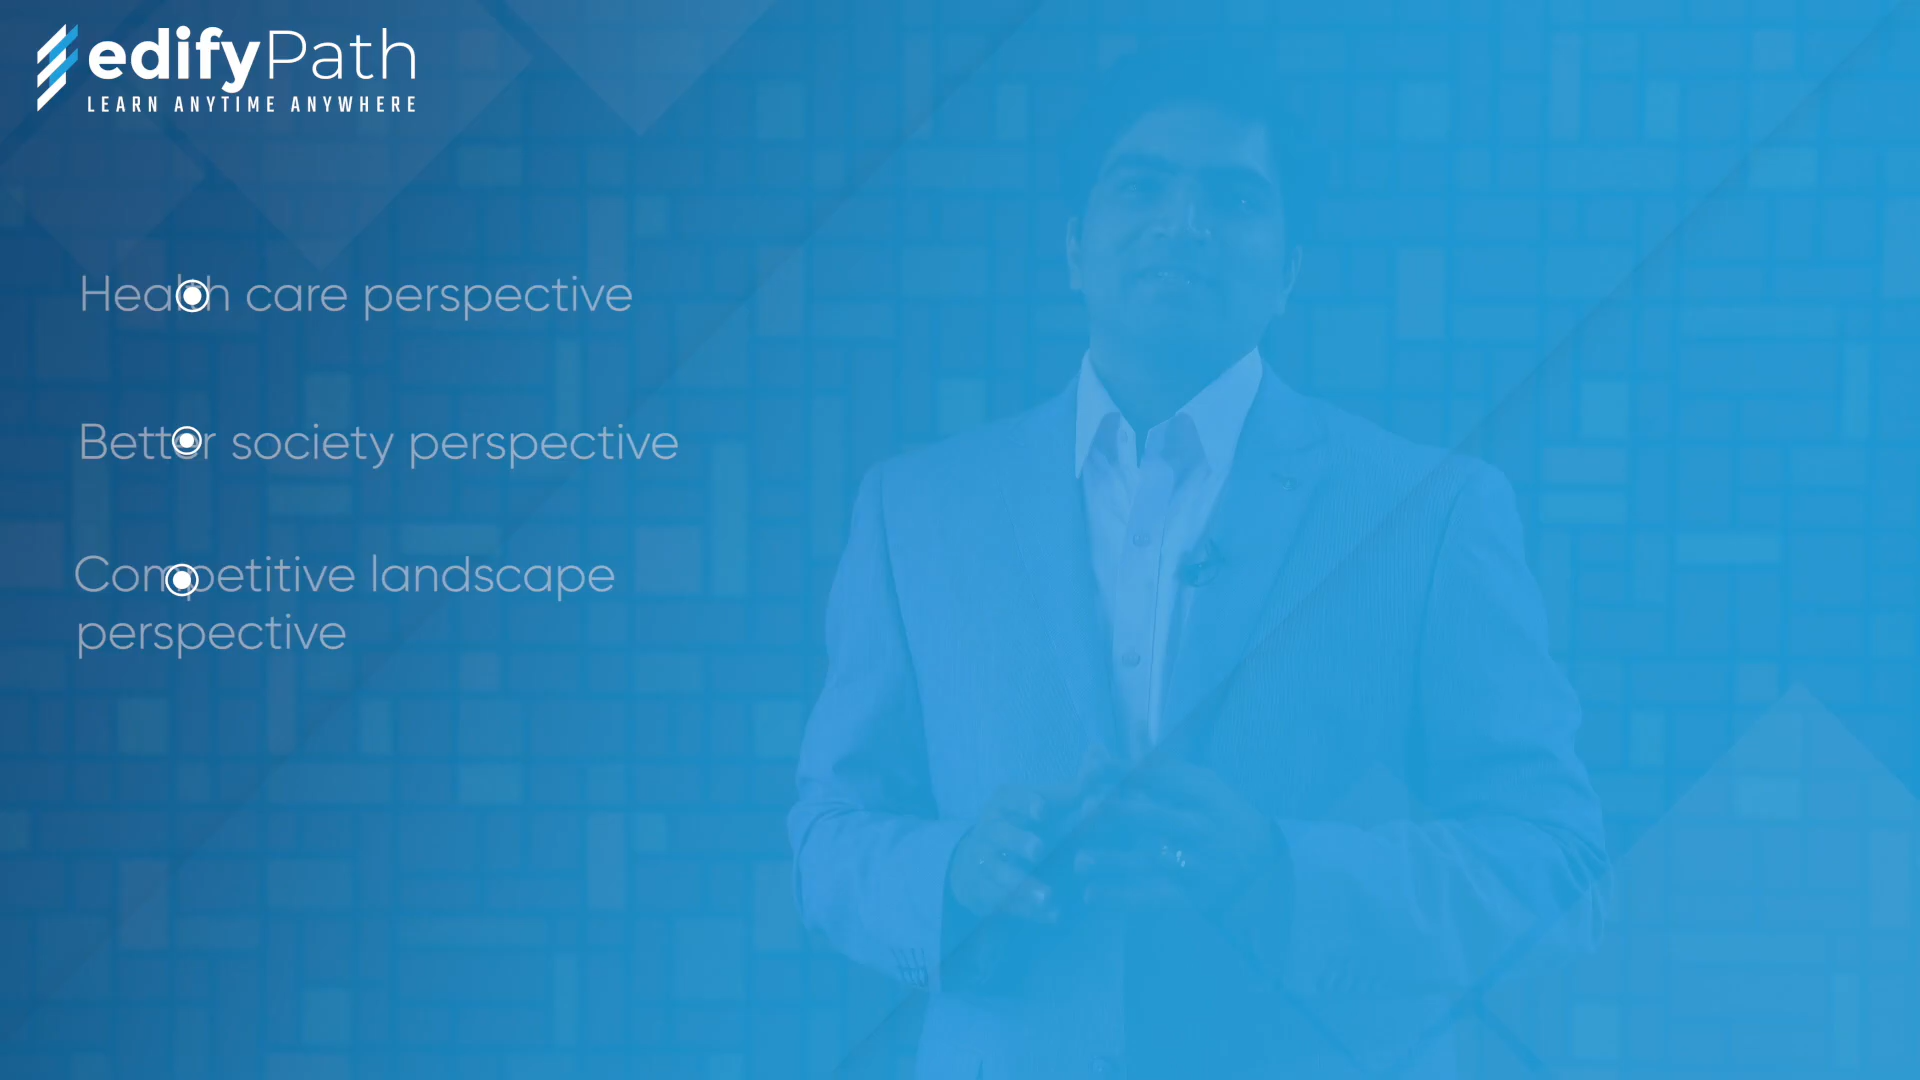 edifyPath
LEARN ANYTIME ANYWHERE
Health care perspective
Better society perspective
Competitive landscape
perspective